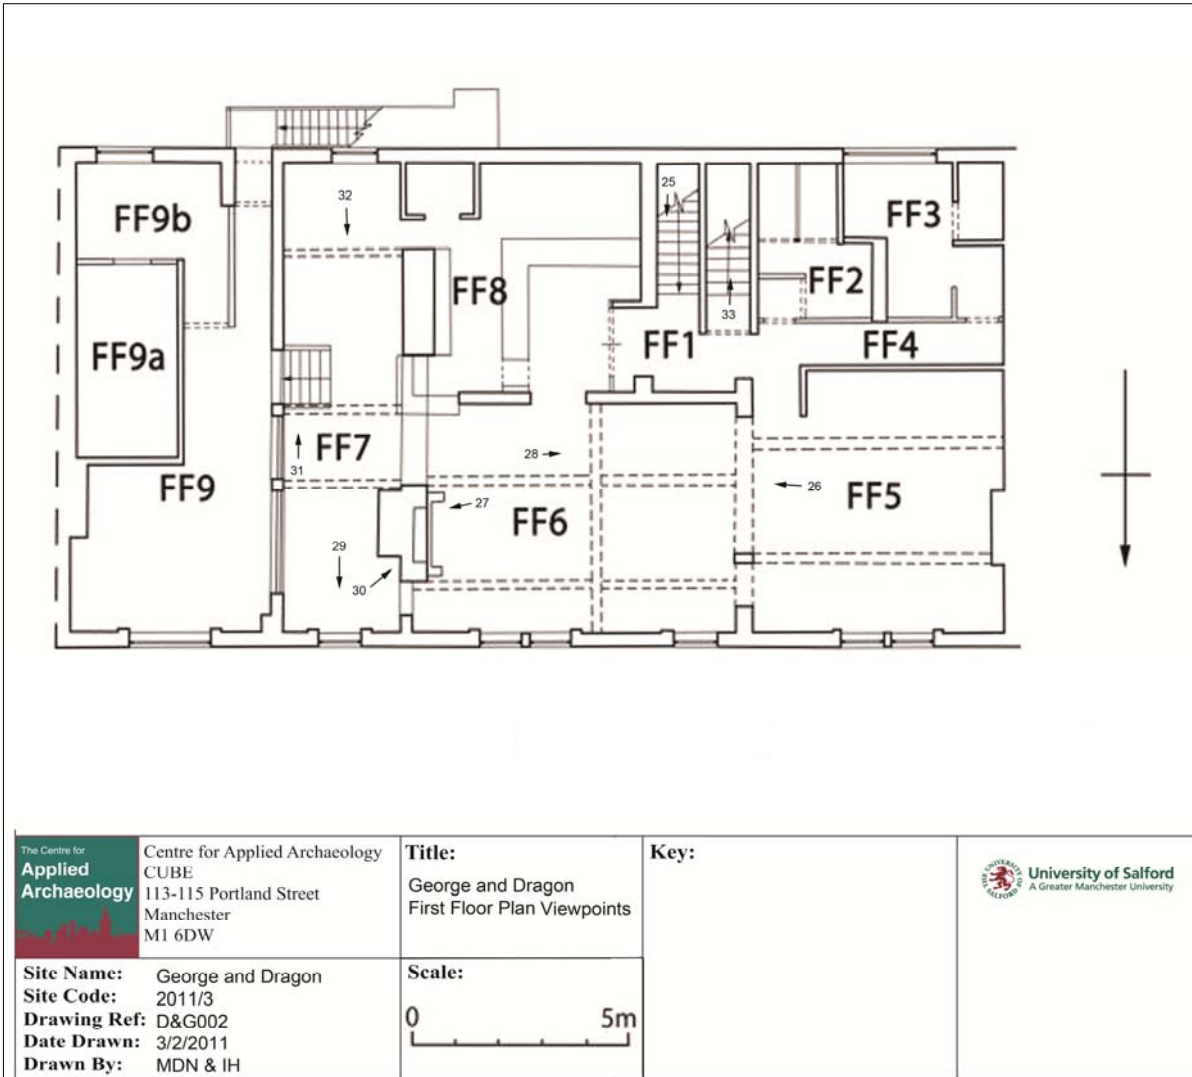 32
25
FF9b
FF3
FF8
FF2
33
FF1
FF4
FF9a
FF7
28
31
FF9
27
26
FF5
FF6
29
30
The Centre for
Applied
Archaeology
Centre for Applied Archaeology
CUBE
113-115 Portland Street
Manchester
M1 6DW
Title:
George and Dragon
First Floor Plan Viewpoints
Key:
THE UNIVERSITY OF SALFORD
University of Salford
A Greater Manchester University
Site Name: George and Dragon
Site Code: 2011/3
Drawing Ref: D&G002
Date Drawn: 3/2/2011
Drawn By: MDN & IH
Scale:
0 5m